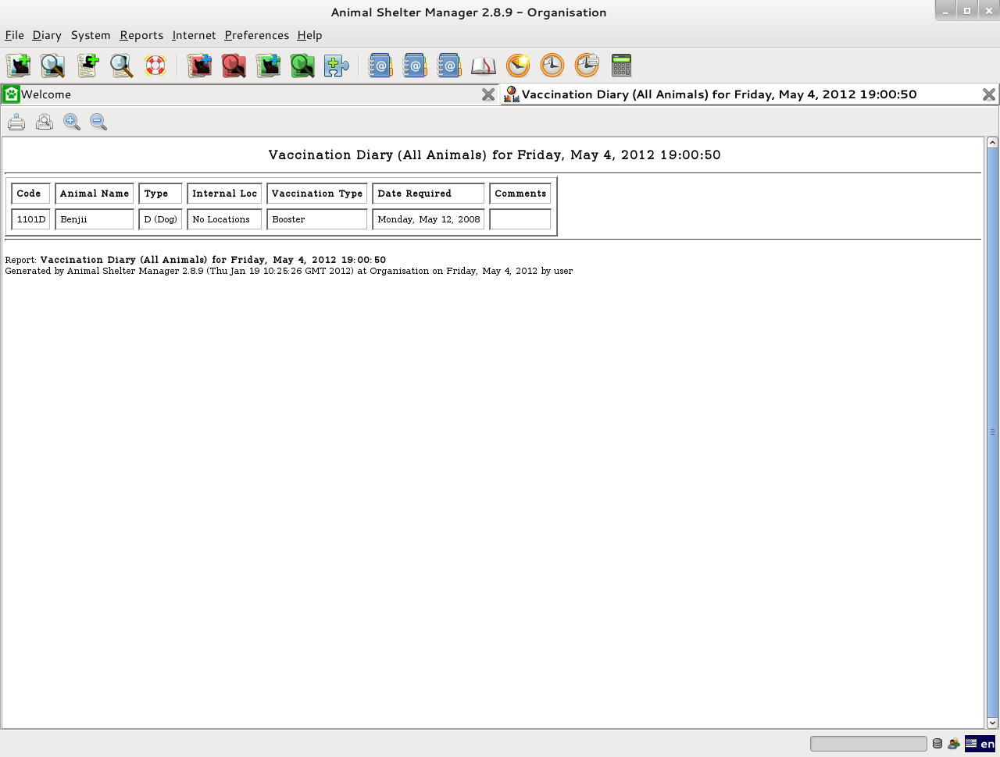 Animal Shelter Manager 2.8.9 - Organisation
File Diary System Reports Internet Preferences Help
Welcome
Vaccination Diary (All Animals) for Friday, May 4, 2012 19:00:50
Vaccination Diary (All Animals) for Friday, May 4, 2012 19:00:50
Code Animal Name Type Internal Loc Vaccination Type Date Required Comments
1101D Benjii D (Dog) No Locations Booster Monday, May 12, 2008
Report: Vaccination Diary (All Animals) for Friday, May 4, 2012 19:00:50
Generated by Animal Shelter Manager 2.8.9 (Thu Jan 19 10:25:26 GMT 2012) at Organisation on Friday, May 4, 2012 by user
en